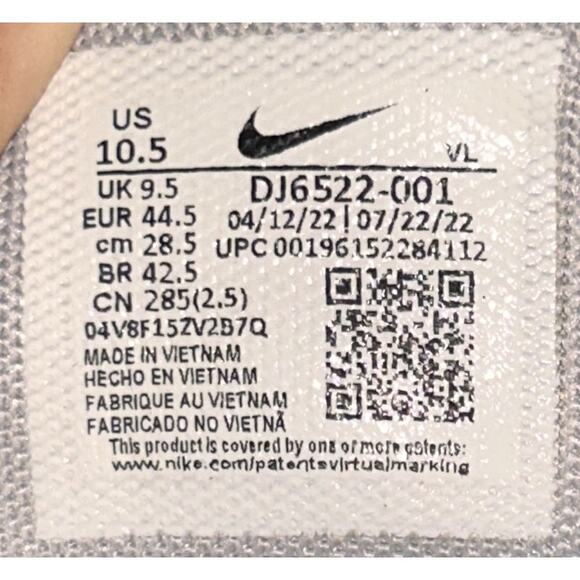 US
10.5
VL
UK 9.5 DJ6522-001
EUR 44.5 04/12/22 | 07/22/22
cm 28.5 UPC 00196152284112
BR 42.5
CN 285(2.5)
04V8F15ZV2B7Q
MADE IN VIETNAM
HECHO EN VIETNAM
FABRIQUE AU VIETNAM
FABRICADO NO VIETNÃ
This product is covered by one or more patents:
www.nike.com/patentsvirtualmarking